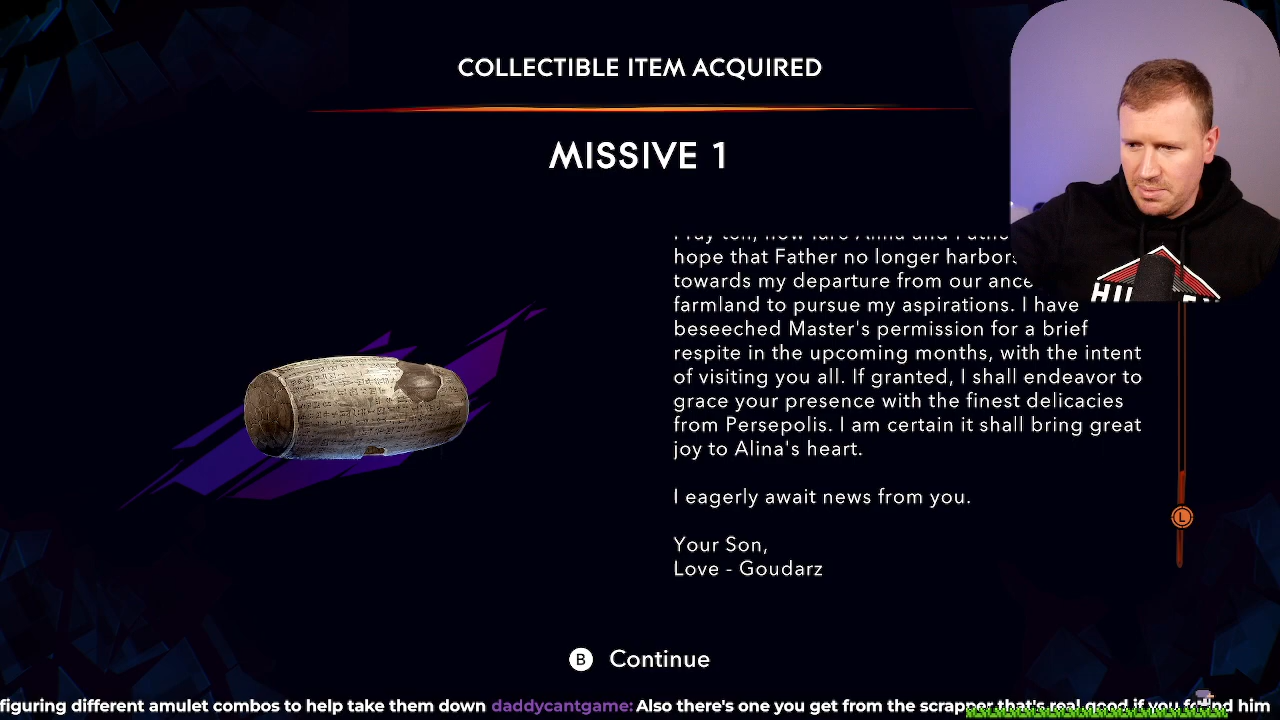 COLLECTIBLE ITEM ACQUIRED
MISSIVE 1
hope that Father no longer harbors
towards my departure from our
farmland to pursue my aspirations. I have
beseeched Master's permission for a brief
respite in the upcoming months, with the intent
of visiting you all. If granted, I shall endeavor to
grace your presence with the finest delicacies
from Persepolis. I am certain it shall bring great
joy to Alina's heart.
I eagerly await news from you.
Your Son,
Love - Goudarz
L
B Continue
figuring different amulet combos to help take them down daddycantgame: Also there's one you get from the scrapper that's real good if you found him